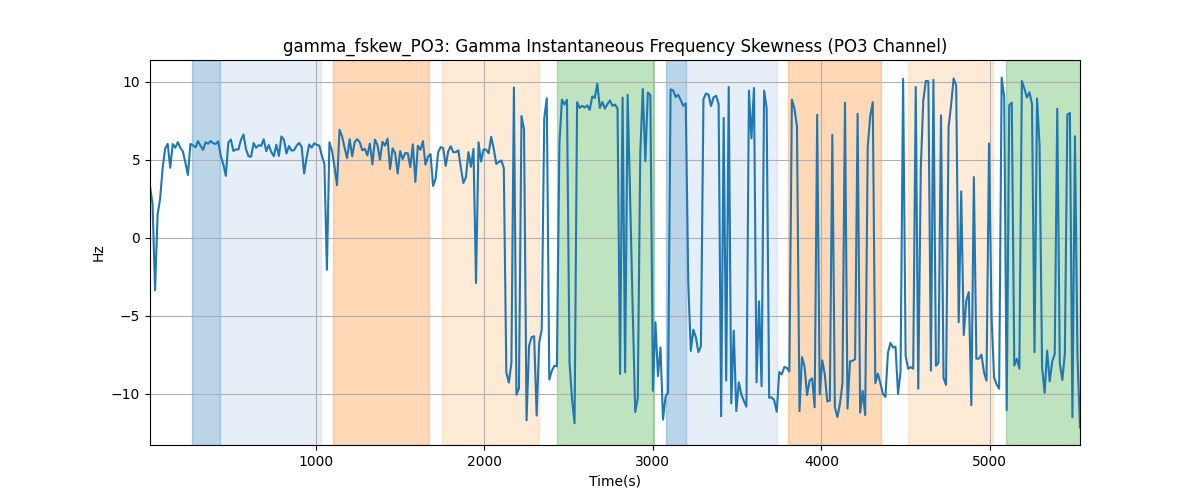 gamma_fskew_PO3: Gamma Instantaneous Frequency Skewness (PO3 Channel)
10
5
0
−5
−10
Hz
1000 2000 3000 4000 5000
Time(s)